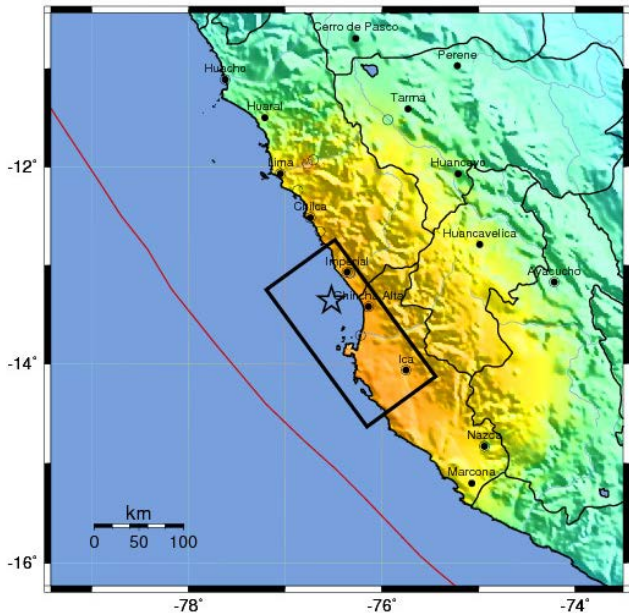 Cerro de Pasco
Perene
Huacho
Tarma
Huaral
-12°
Lima
Huancayo
Chilca
Huancavelica
Imperial
Ayacucho
Chincha Alta
-14°
Ica
Nazca
Marcona
km
0 50 100
-16°
-78° -76° -74°